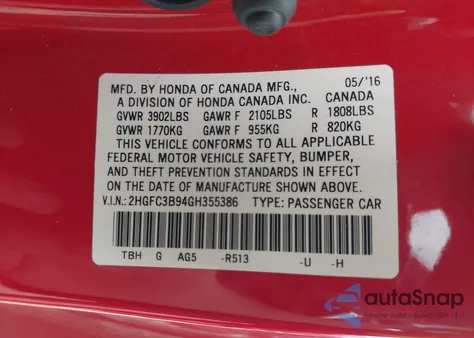 MFD. BY HONDA OF CANADA MFG., 05/'16
A DIVISION OF HONDA CANADA INC. CANADA
GVWR 3902LBS GAWR F 2105LBS R 1808LBS
GVWR 1770KG GAWR F 955KG R 820KG
THIS VEHICLE CONFORMS TO ALL APPLICABLE
FEDERAL MOTOR VEHICLE SAFETY, BUMPER,
AND THEFT PREVENTION STANDARDS IN EFFECT
ON THE DATE OF MANUFACTURE SHOWN ABOVE.
V.I.N.: 2HGFC3B94GH355386 TYPE: PASSENGER CAR
TBH G AG5 -R513 -U -H
autoSnap